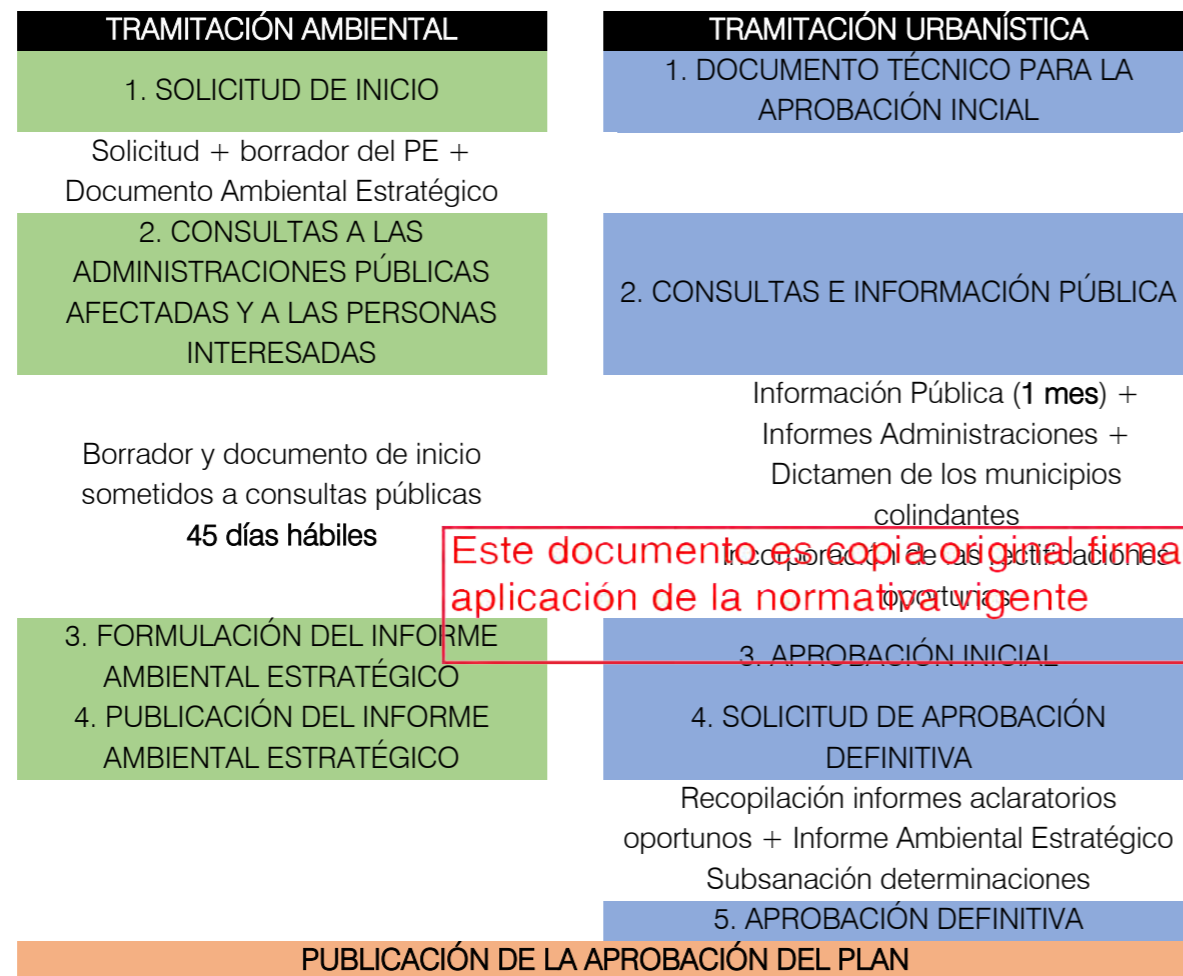 TRAMITACIÓN AMBIENTAL
1. SOLICITUD DE INICIO
Solicitud + borrador del PE +
Documento Ambiental Estratégico
2. CONSULTAS A LAS
ADMINISTRACIONES PÚBLICAS
AFECTADAS Y A LAS PERSONAS
INTERESADAS
Borrador y documento de inicio
sometidos a consultas públicas
45 días hábiles
3. FORMULACIÓN DEL INFORME
AMBIENTAL ESTRATÉGICO
4. PUBLICACIÓN DEL INFORME
AMBIENTAL ESTRATÉGICO
TRAMITACIÓN URBANÍSTICA
1. DOCUMENTO TÉCNICO PARA LA
APROBACIÓN INCIAL
2. CONSULTAS E INFORMACIÓN PÚBLICA
Información Pública (1 mes) +
Informes Administraciones +
Dictamen de los municipios
colindantes
Incorporación de las rectificaciones
oportunas
Este documento es copia original firma
aplicación de la normativa vigente
3. APROBACIÓN INICIAL
4. SOLICITUD DE APROBACIÓN
DEFINITIVA
Recopilación informes aclaratorios
oportunos + Informe Ambiental Estratégico
Subsanación determinaciones
5. APROBACIÓN DEFINITIVA
PUBLICACIÓN DE LA APROBACIÓN DEL PLAN